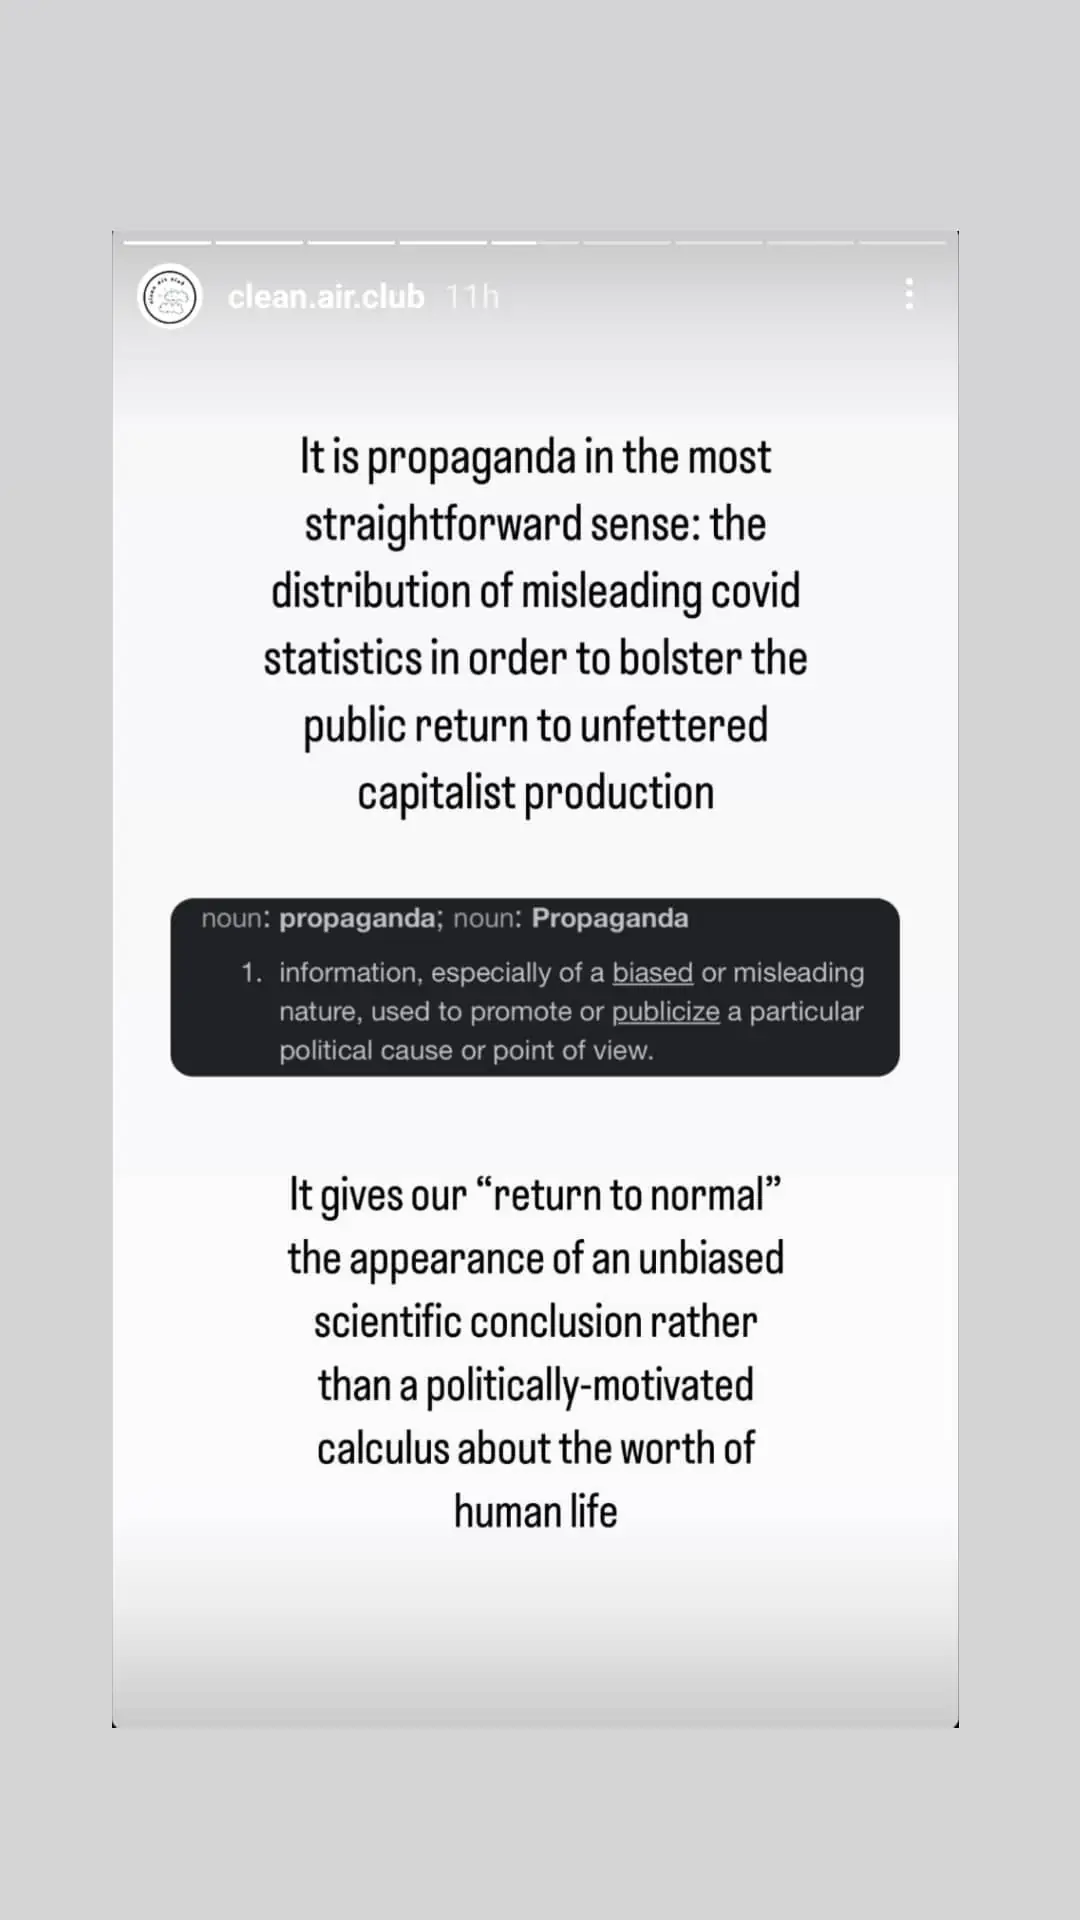 clean air club
clean.air.club 11h
It is propaganda in the most
straightforward sense: the
distribution of misleading covid
statistics in order to bolster the
public return to unfettered
capitalist production
noun: propaganda; noun: Propaganda
1. information, especially of a biased or misleading
nature, used to promote or publicize a particular
political cause or point of view.
It gives our “return to normal”
the appearance of an unbiased
scientific conclusion rather
than a politically-motivated
calculus about the worth of
human life